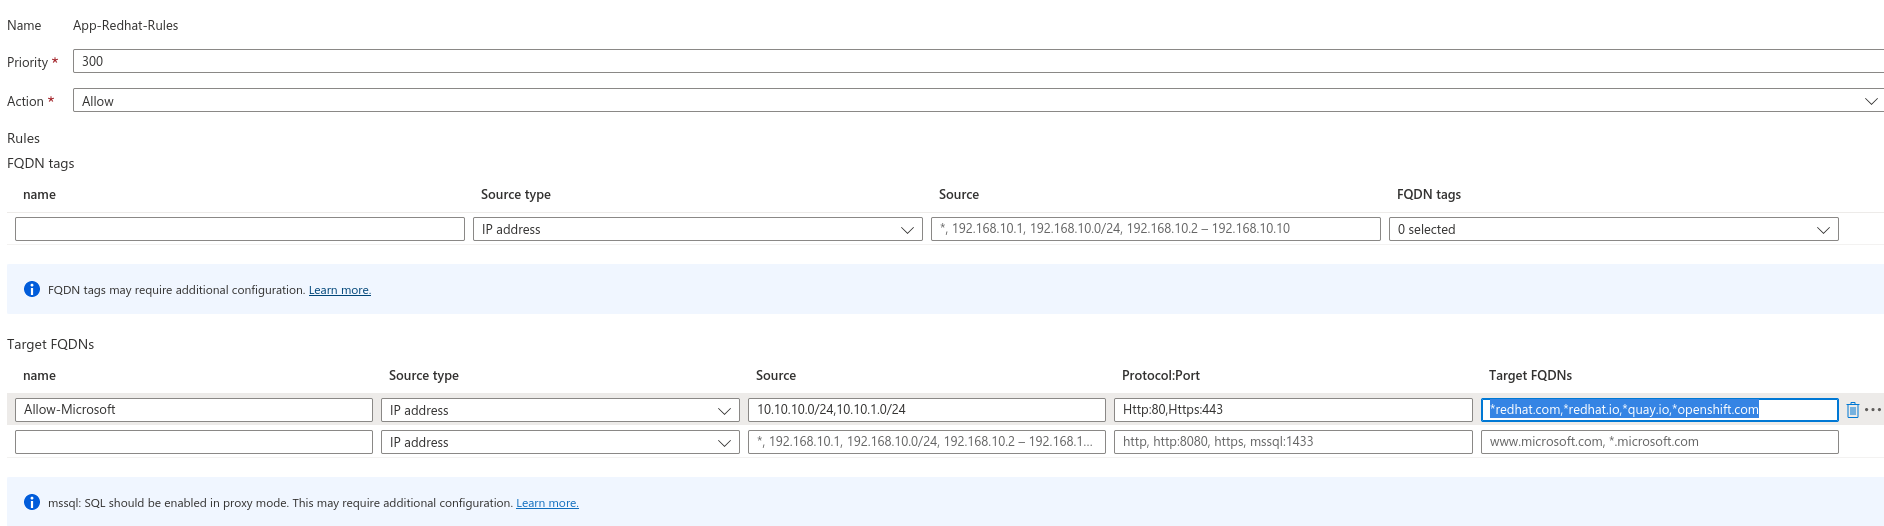 Name App-Redhat-Rules
Priority * 300
Action * Allow
Rules
FQDN tags
name Source type Source FQDN tags
IP address *, 192.168.10.1, 192.168.10.0/24, 192.168.10.2 – 192.168.10.10 0 selected
FQDN tags may require additional configuration. Learn more.
Target FQDNs
name Source type Source Protocol:Port Target FQDNs
Allow-Microsoft IP address 10.10.10.0/24,10.10.1.0/24 Http:80,Https:443 *redhat.com,*redhat.io,*quay.io,*openshift.com
IP address *, 192.168.10.1, 192.168.10.0/24, 192.168.10.2 – 192.168.1... http, http:8080, https, mssql:1433 www.microsoft.com, *.microsoft.com
mssql: SQL should be enabled in proxy mode. This may require additional configuration. Learn more.